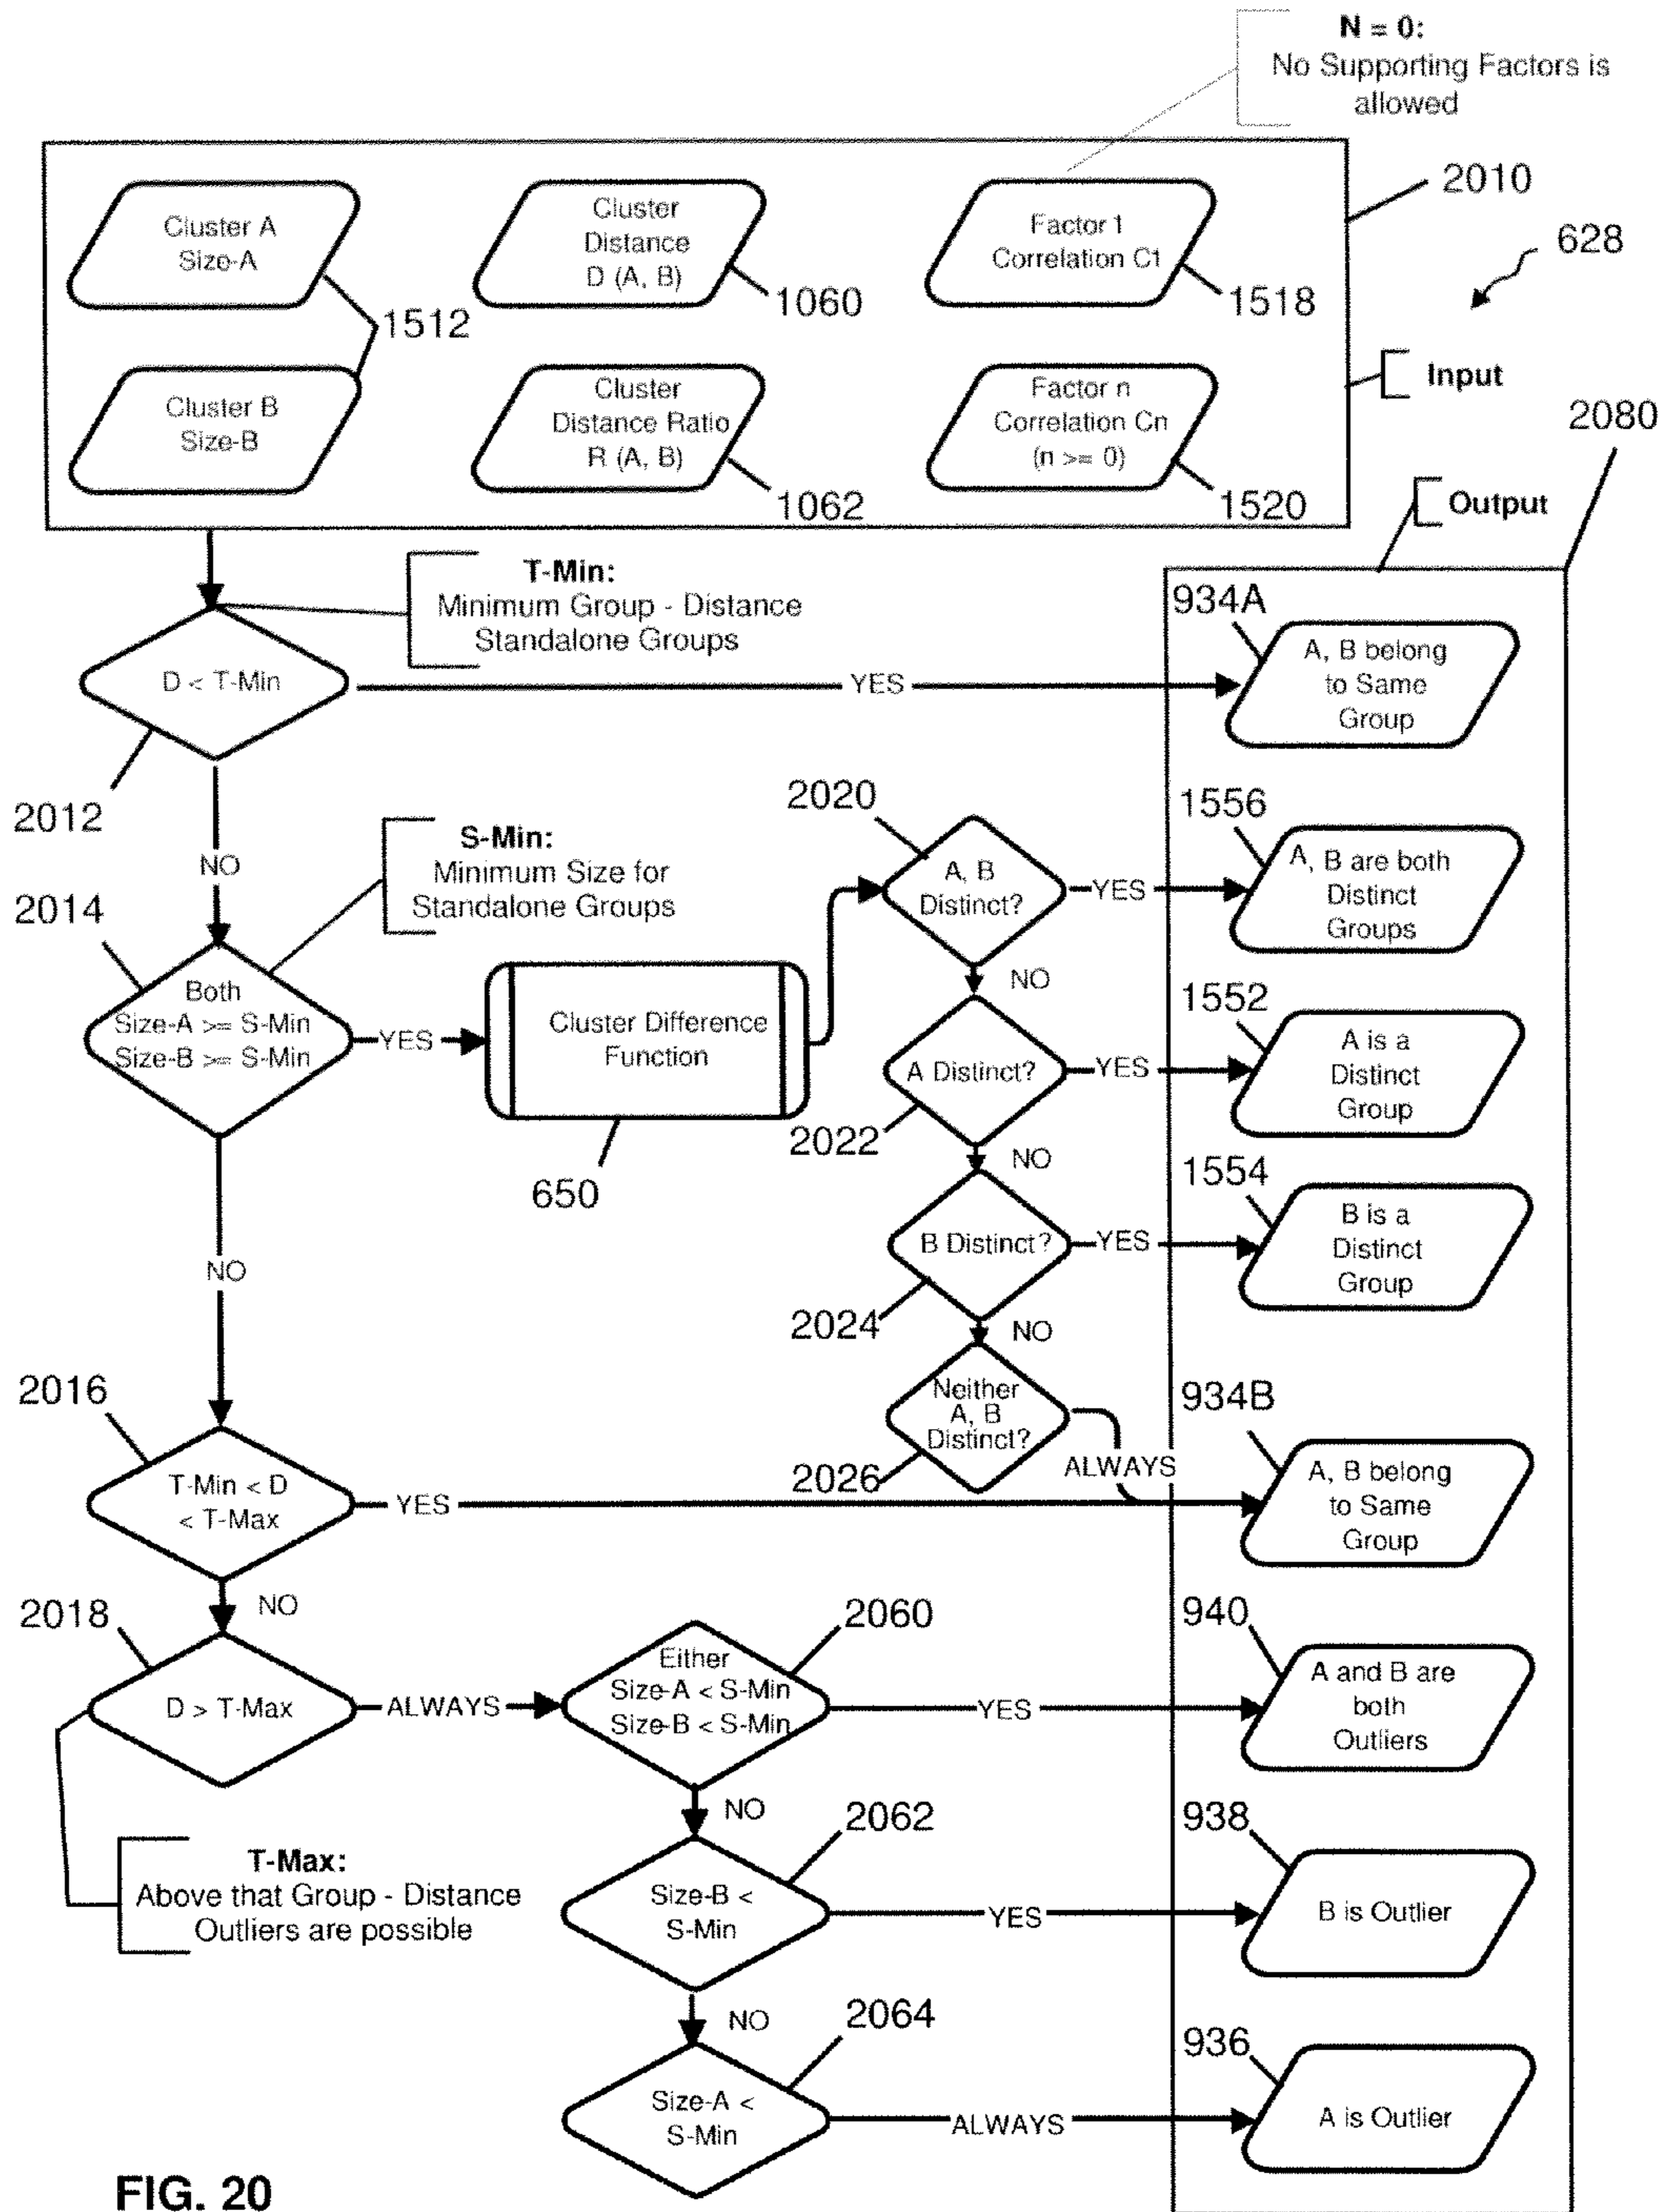 N = 0:
No Supporting Factors is
allowed
2010
628
Cluster A
Size-A
Cluster
Distance
D (A, B)
Factor 1
Correlation C1
1512
1060
1518
Cluster B
Size-B
Cluster
Distance Ratio
R (A, B)
Factor n
Correlation Cn
(n >= 0)
1062
1520
Input
2080
Output
T-Min:
Minimum Group - Distance
Standalone Groups
D < T-Min
YES
934A
A, B belong
to Same
Group
2012
NO
S-Min:
Minimum Size for
Standalone Groups
2014
Both
Size-A >= S-Min
Size-B >= S-Min
YES
Cluster Difference
Function
650
2020
A, B
Distinct?
YES
1556
A, B are both
Distinct
Groups
NO
A Distinct?
YES
2022
1552
A is a
Distinct
Group
NO
B Distinct?
YES
2024
1554
B is a
Distinct
Group
NO
Neither
A, B
Distinct?
2026
ALWAYS
NO
2016
T-Min < D
< T-Max
YES
934B
A, B belong
to Same
Group
NO
2018
D > T-Max
ALWAYS
2060
Either
Size-A < S-Min
Size-B < S-Min
YES
940
A and B are
both
Outliers
T-Max:
Above that Group - Distance
Outliers are possible
NO
2062
Size-B <
S-Min
YES
938
B is Outlier
NO
2064
Size-A <
S-Min
ALWAYS
936
A is Outlier
FIG. 20